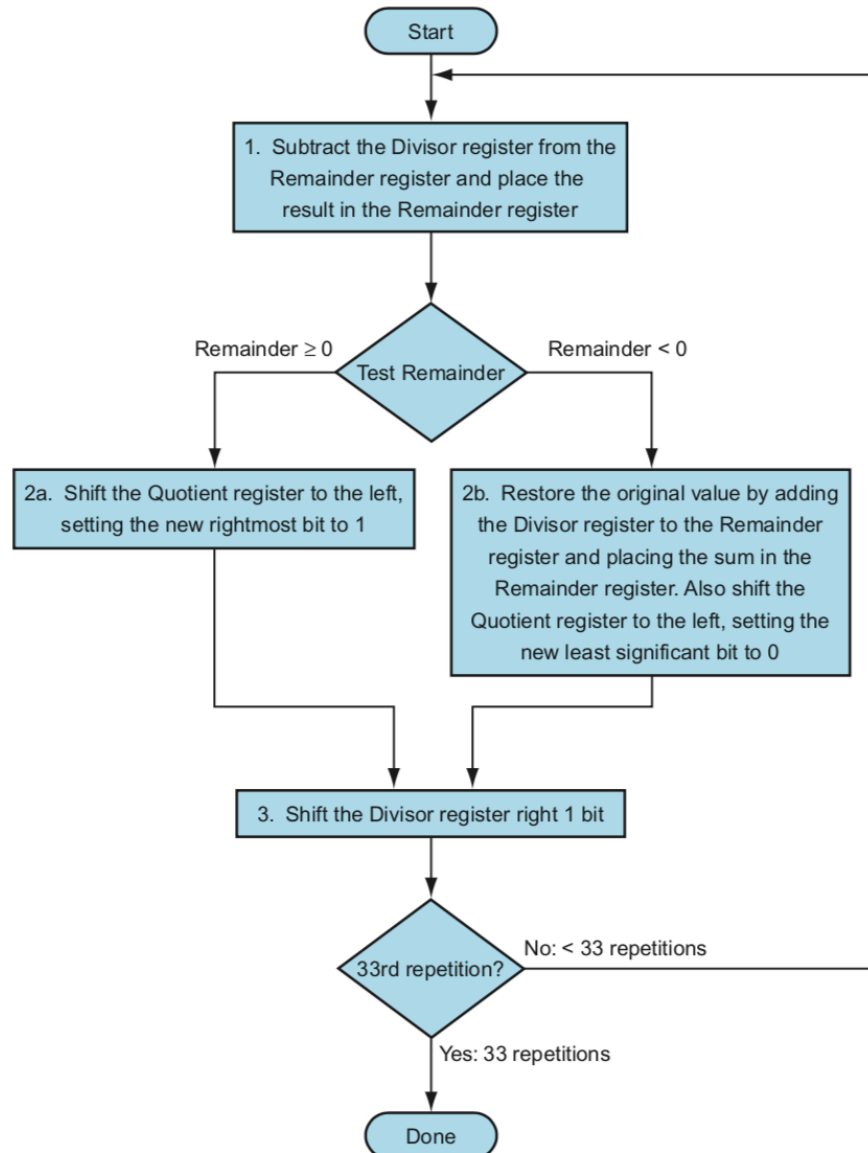 Start
1. Subtract the Divisor register from the
Remainder register and place the
result in the Remainder register
Remainder ≥ 0
Remainder < 0
Test Remainder
2a. Shift the Quotient register to the left,
setting the new rightmost bit to 1
2b. Restore the original value by adding
the Divisor register to the Remainder
register and placing the sum in the
Remainder register. Also shift the
Quotient register to the left, setting the
new least significant bit to 0
3. Shift the Divisor register right 1 bit
33rd repetition?
No: < 33 repetitions
Yes: 33 repetitions
Done